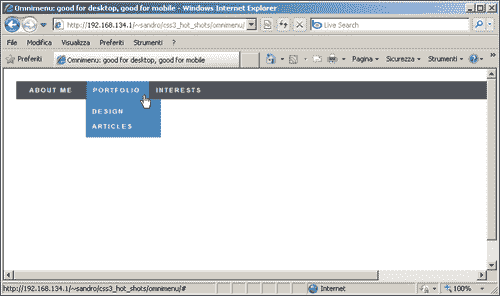 Omnimenu: good for desktop, good for mobile - Windows Internet Explorer
http://192.168.134.1/~sandro/css3_hot_shots/omnimenu/
Live Search
File Modifica Visualizza Preferiti Strumenti ?
Preferiti Omnimenu: good for desktop, good for mobile Pagina Sicurezza Strumenti
ABOUT ME PORTFOLIO INTERESTS
DESIGN
ARTICLES
http://192.168.134.1/~sandro/css3_hot_shots/omnimenu/# Internet 100%